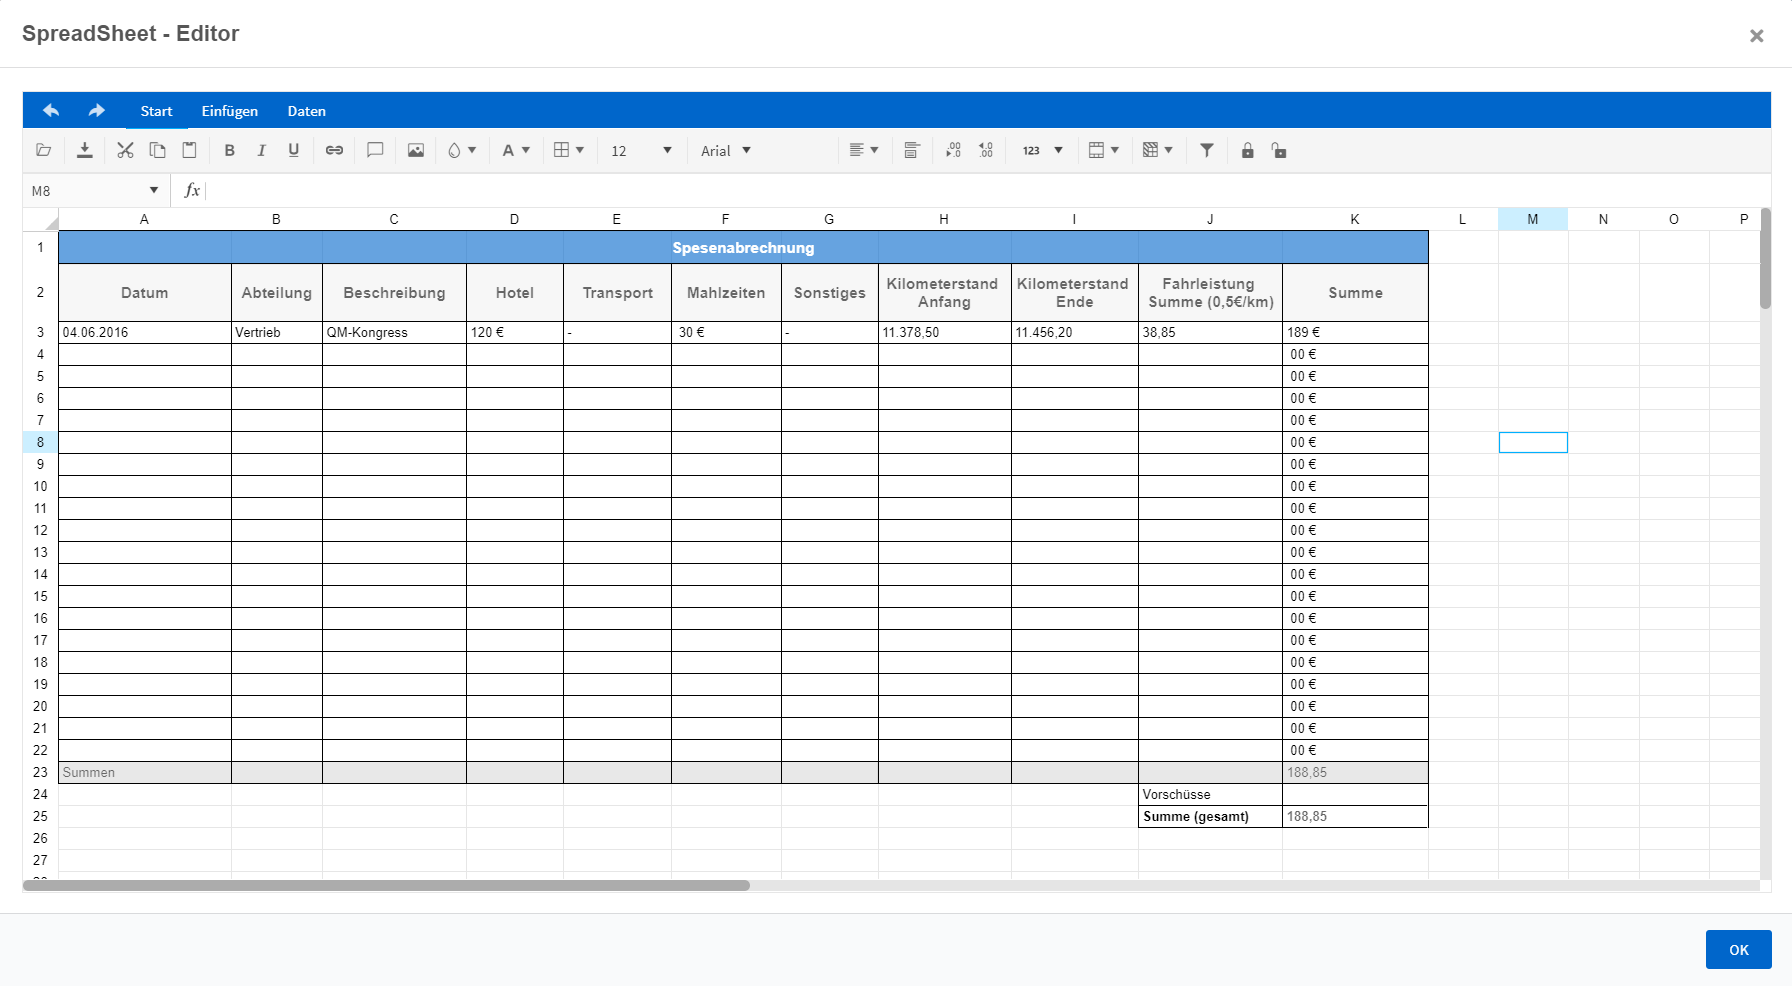 SpreadSheet - Editor
Start Einfügen Daten
B I U A 12 Arial 123
M8 fx
A B C D E F G H I J K L M N O P
1 Spesenabrechnung
2 Datum Abteilung Beschreibung Hotel Transport Mahlzeiten Sonstiges Kilometerstand Anfang Kilometerstand Ende Fahrleistung Summe (0,5€/km) Summe
3 04.06.2016 Vertrieb QM-Kongress 120 € - 30 € - 11.378,50 11.456,20 38,85 189 €
4 00 €
5 00 €
6 00 €
7 00 €
8 00 €
9 00 €
10 00 €
11 00 €
12 00 €
13 00 €
14 00 €
15 00 €
16 00 €
17 00 €
18 00 €
19 00 €
20 00 €
21 00 €
22 00 €
23 Summen 188,85
24 Vorschüsse
25 Summe (gesamt) 188,85
26
27
OK